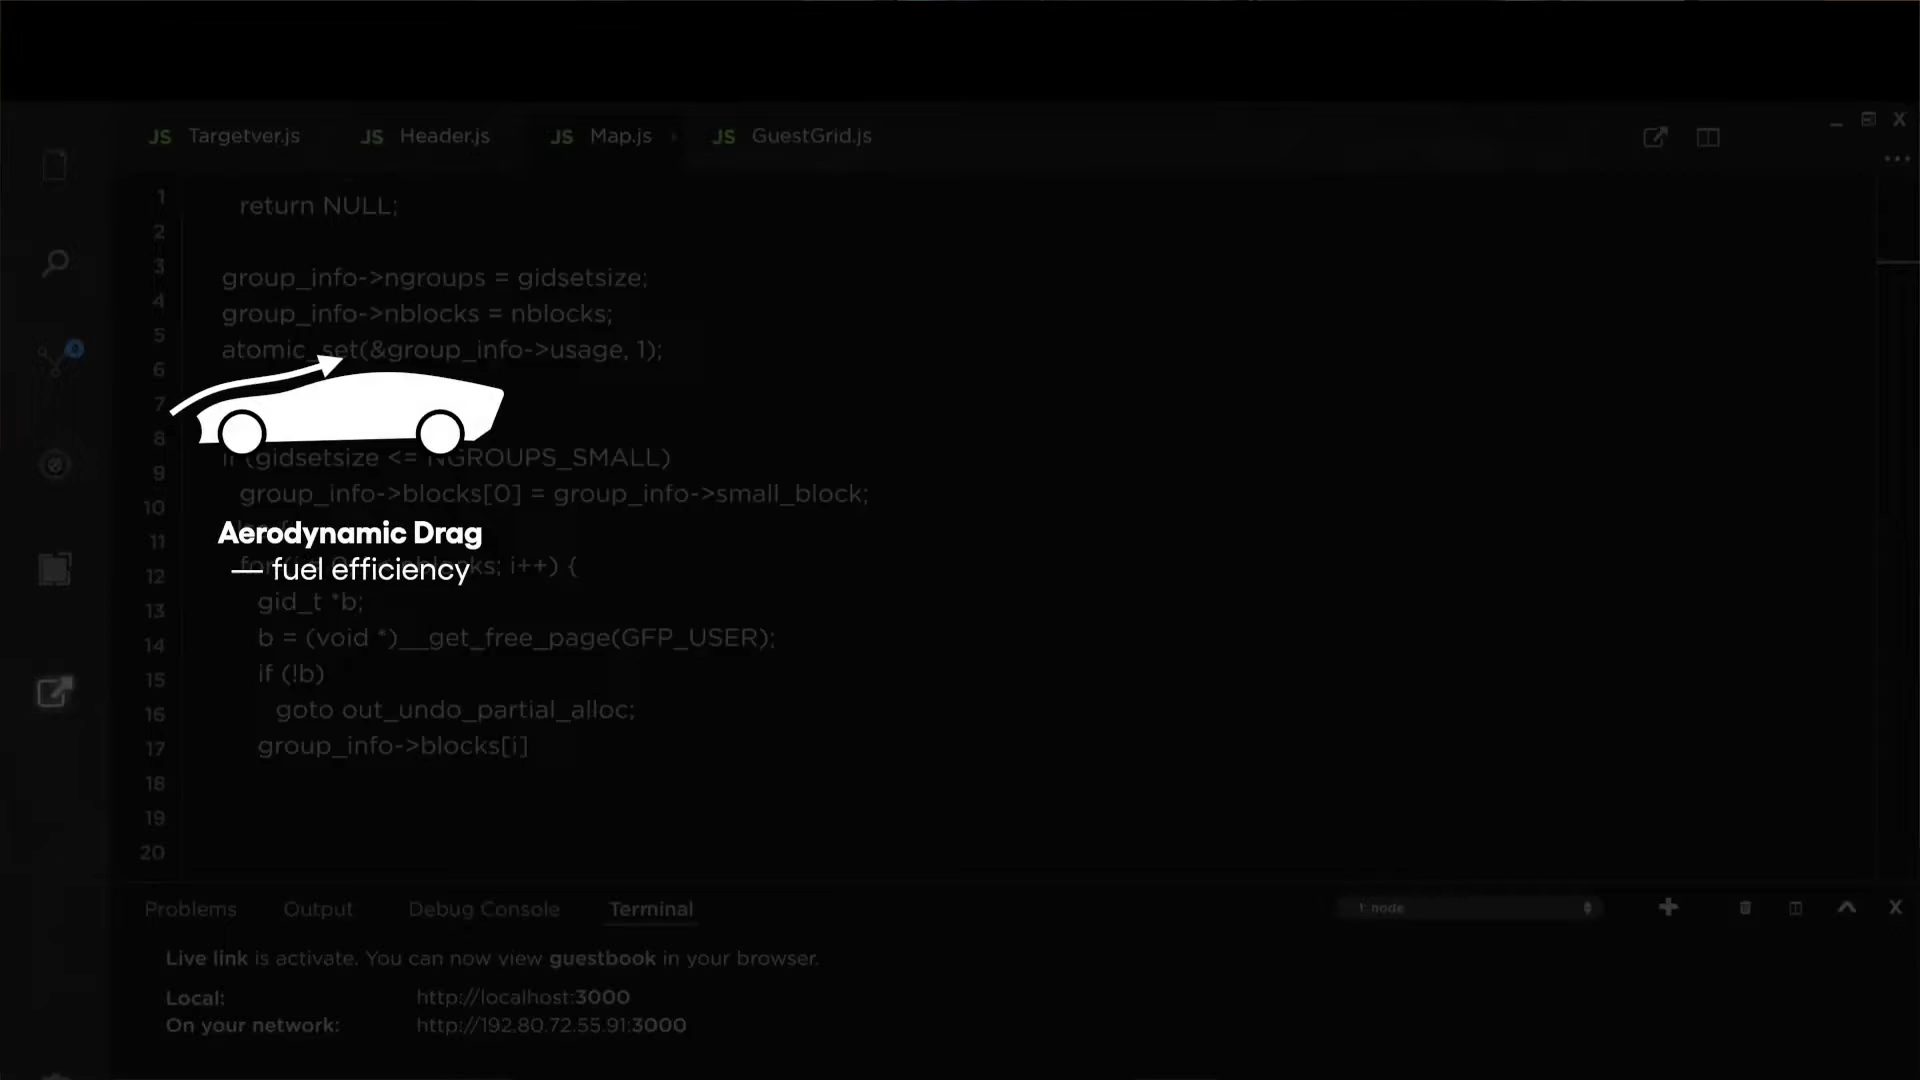 JS Targetver.js JS Header.js JS Map.js JS GuestGrid.js
1
return NULL;
2
3
group_info->ngroups = gidsetsize;
4
group_info->nblocks = nblocks;
5
atomic_set(&group_info->usage, 1);
6
7
8
if (gidsetsize <= NGROUPS_SMALL)
9
group_info->blocks[0] = group_info->small_block;
10
Aerodynamic Drag
11
— fuel efficiency
i++) {
12
gid_t *b;
13
b = (void *)__get_free_page(GFP_USER);
14
if (!b)
15
goto out_undo_partial_alloc;
16
group_info->blocks[i]
17
18
19
20
Problems Output Debug Console Terminal 1: node
Live link is activate. You can now view guestbook in your browser.
Local: http://localhost:3000
On your network: http://192.80.72.55.91:3000